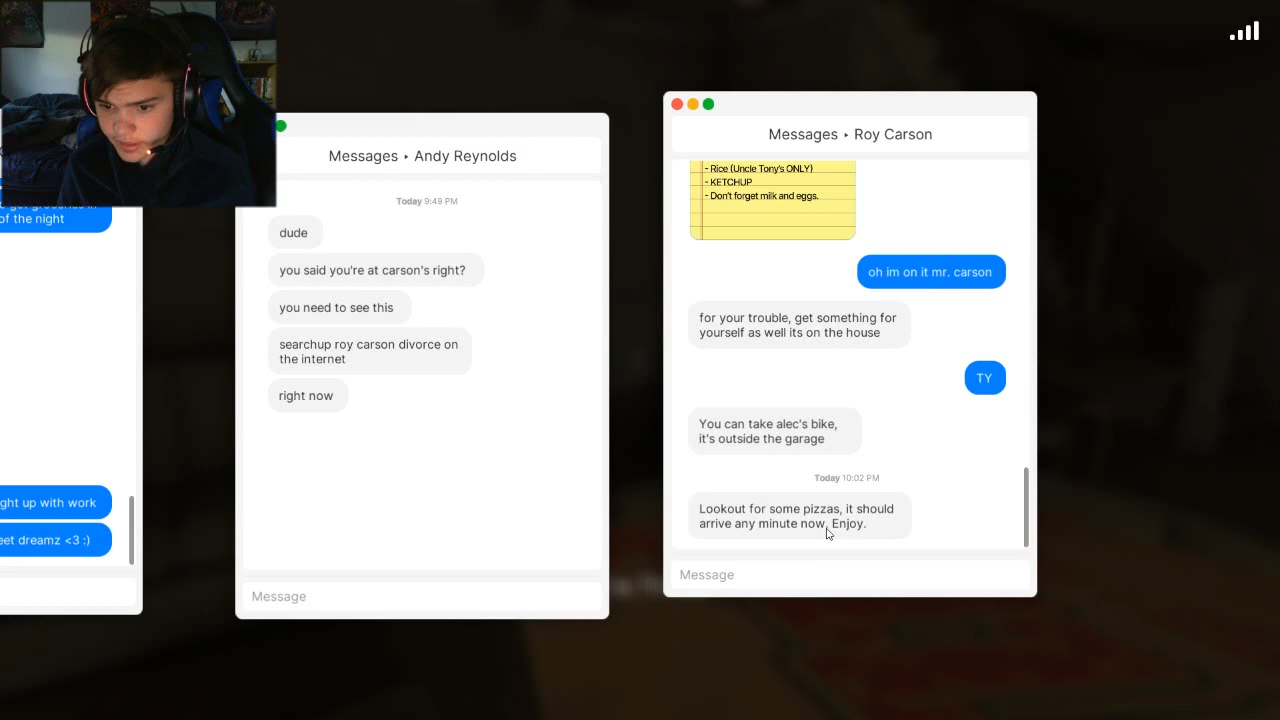 of the night
ght up with work
eet dreamz <3 :)
Messages ▸ Andy Reynolds
Today 9:49 PM
dude
you said you're at carson's right?
you need to see this
searchup roy carson divorce on
the internet
right now
Message
Messages ▸ Roy Carson
- Rice (Uncle Tony's ONLY)
- KETCHUP
- Don't forget milk and eggs.
oh im on it mr. carson
for your trouble, get something for
yourself as well its on the house
TY
You can take alec's bike,
it's outside the garage
Today 10:02 PM
Lookout for some pizzas, it should
arrive any minute now. Enjoy.
Message